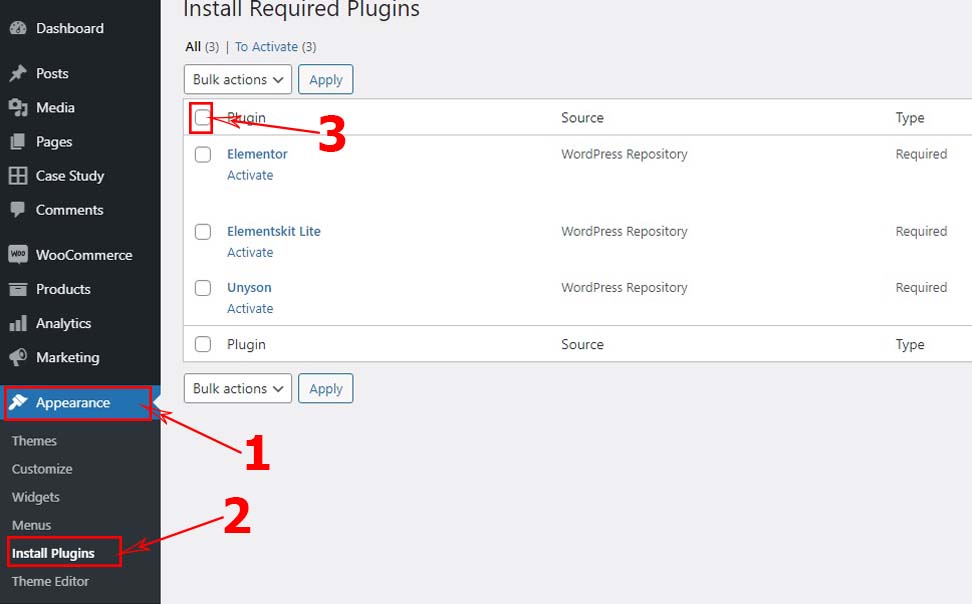 Dashboard
Posts
Media
Pages
Case Study
Comments
WOO WooCommerce
Products
Analytics
Marketing
Appearance
Themes
Customize
Widgets
Menus
Install Plugins
Theme Editor
Install Required Plugins
All (3) | To Activate (3)
Bulk actions Apply
Plugin Source Type
3
Elementor WordPress Repository Required
Activate
Elementskit Lite WordPress Repository Required
Activate
Unyson WordPress Repository Required
Activate
Plugin Source Type
Bulk actions Apply
1
2